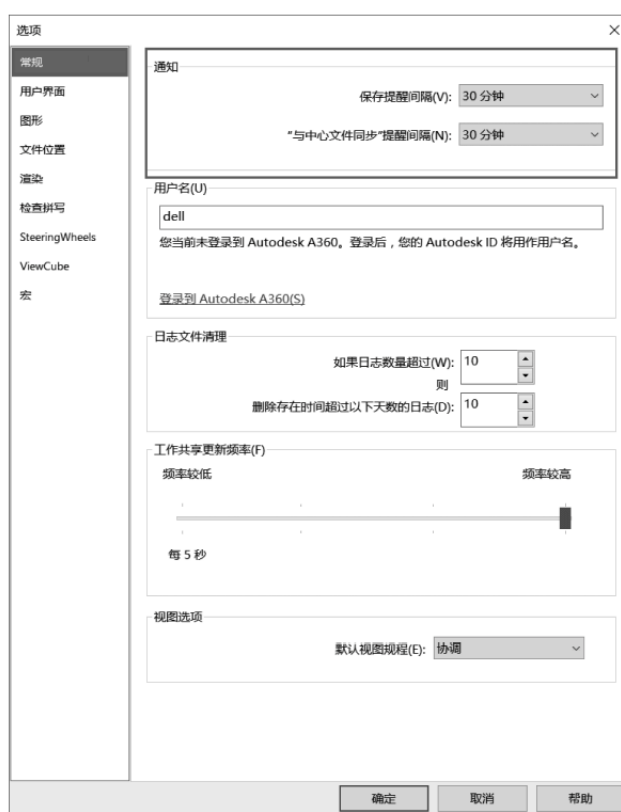 选项
常规
用户界面
图形
文件位置
渲染
检查拼写
SteeringWheels
ViewCube
宏
通知
保存提醒间隔(V): 30 分钟
"与中心文件同步"提醒间隔(N): 30 分钟
用户名(U)
dell
您当前未登录到 Autodesk A360。登录后，您的 Autodesk ID 将用作用户名。
登录到 Autodesk A360(S)
日志文件清理
如果日志数量超过(W): 10
则
删除存在时间超过以下天数的日志(D): 10
工作共享更新频率(F)
频率较低 频率较高
每 5 秒
视图选项
默认视图规程(E): 协调
确定 取消 帮助